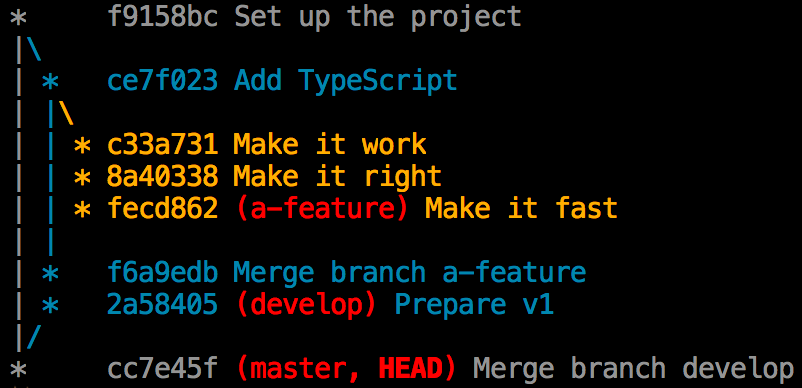 * f9158bc Set up the project
|\
| * ce7f023 Add TypeScript
| |\
| | * c33a731 Make it work
| | * 8a40338 Make it right
| | * fecd862 (a-feature) Make it fast
| |
| * f6a9edb Merge branch a-feature
| * 2a58405 (develop) Prepare v1
|/
* cc7e45f (master, HEAD) Merge branch develop